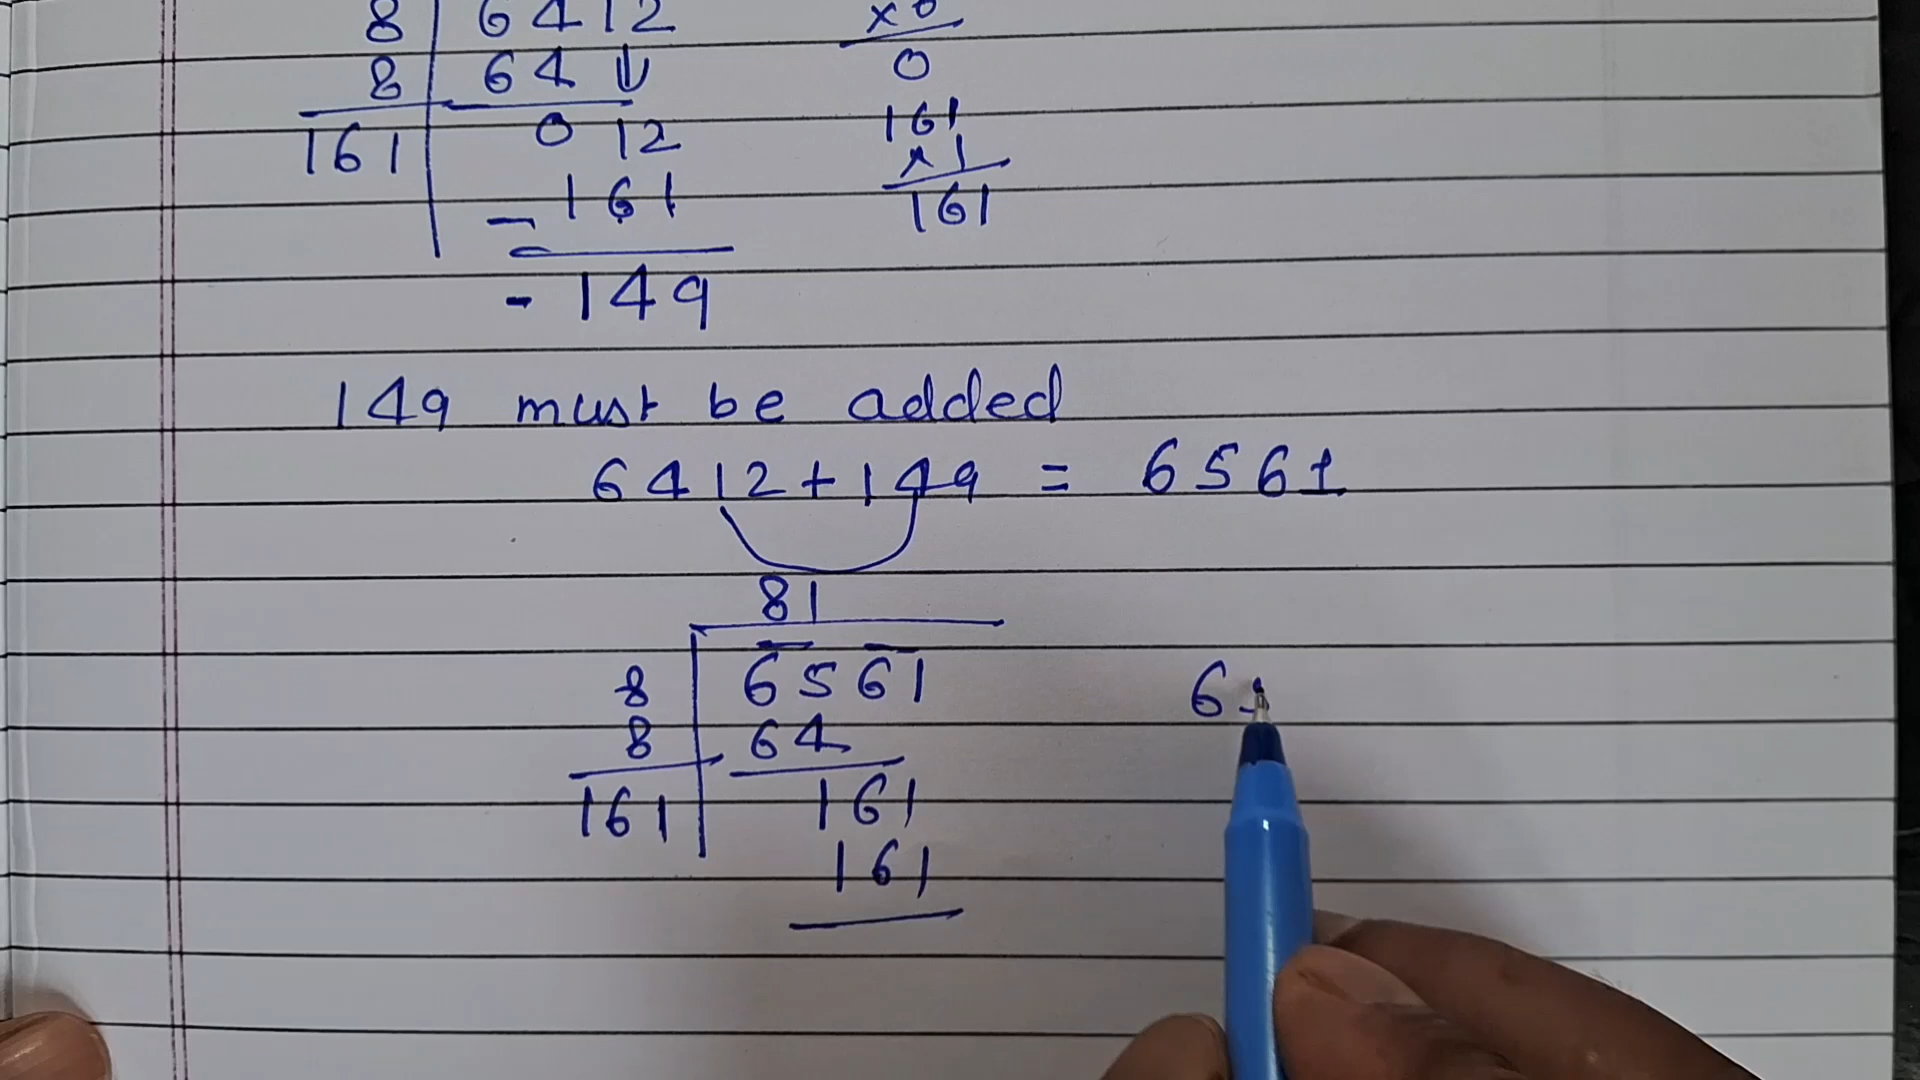 8 6412 ×0
8 64↓ 0
161 012 161
-161 ×1
-149 161
149 must be added
6412+149 = 6561
81
8 6561 6
8 64
161 161
161